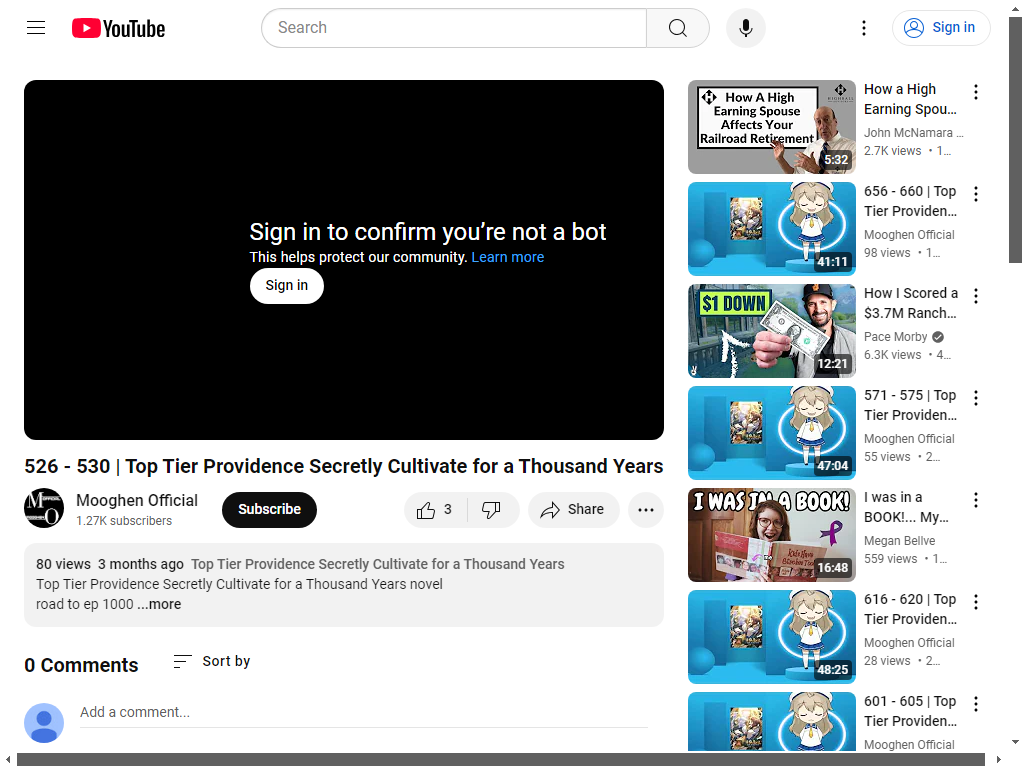 YouTube
Search
Sign in
Sign in to confirm you're not a bot
This helps protect our community. Learn more
Sign in
526 - 530 | Top Tier Providence Secretly Cultivate for a Thousand Years
Mooghen Official
1.27K subscribers
Subscribe
3
Share
80 views 3 months ago Top Tier Providence Secretly Cultivate for a Thousand Years
Top Tier Providence Secretly Cultivate for a Thousand Years novel
road to ep 1000 ...more
0 Comments
Sort by
Add a comment...
How A High
Earning Spouse
Affects Your
Railroad Retirement
5:32
How a High
Earning Spou...
John McNamara ...
2.7K views • 1...
41:11
656 - 660 | Top
Tier Providen...
Mooghen Official
98 views • 1...
$1 DOWN
12:21
How I Scored a
$3.7M Ranch...
Pace Morby
6.3K views • 4...
47:04
571 - 575 | Top
Tier Providen...
Mooghen Official
55 views • 2...
I WAS IN A BOOK!
16:48
I was in a
BOOK!... My...
Megan Bellve
559 views • 1...
48:25
616 - 620 | Top
Tier Providen...
Mooghen Official
28 views • 2...
601 - 605 | Top
Tier Providen...
Mooghen Official